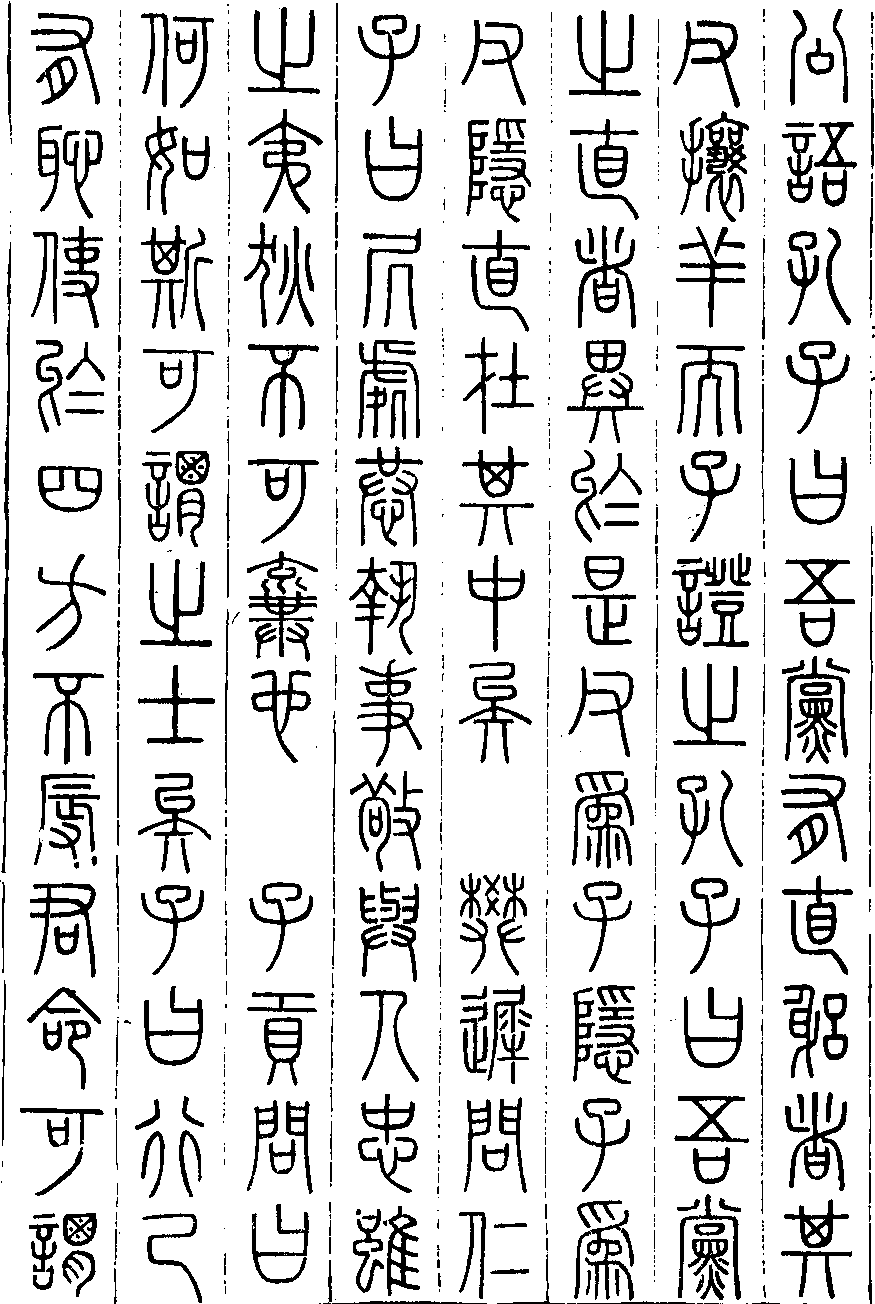 公語孔子曰吾黨有直躬者其
父攘羊而子證之孔子曰吾黨
之直者異於是父爲子隱子爲
父隱直在其中矣　樊遲問仁
子曰居處恭執事敬與人忠雖
之夷狄不可棄也　子貢問曰
何如斯可謂之士矣子曰行己
有恥使於四方不辱君命可謂